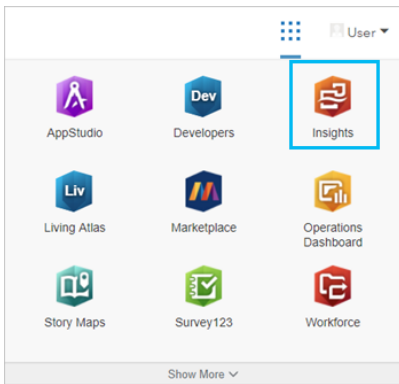 User
Dev
AppStudio
Developers
Insights
Liv
Living Atlas
Marketplace
Operations
Dashboard
Story Maps
Survey123
Workforce
Show More